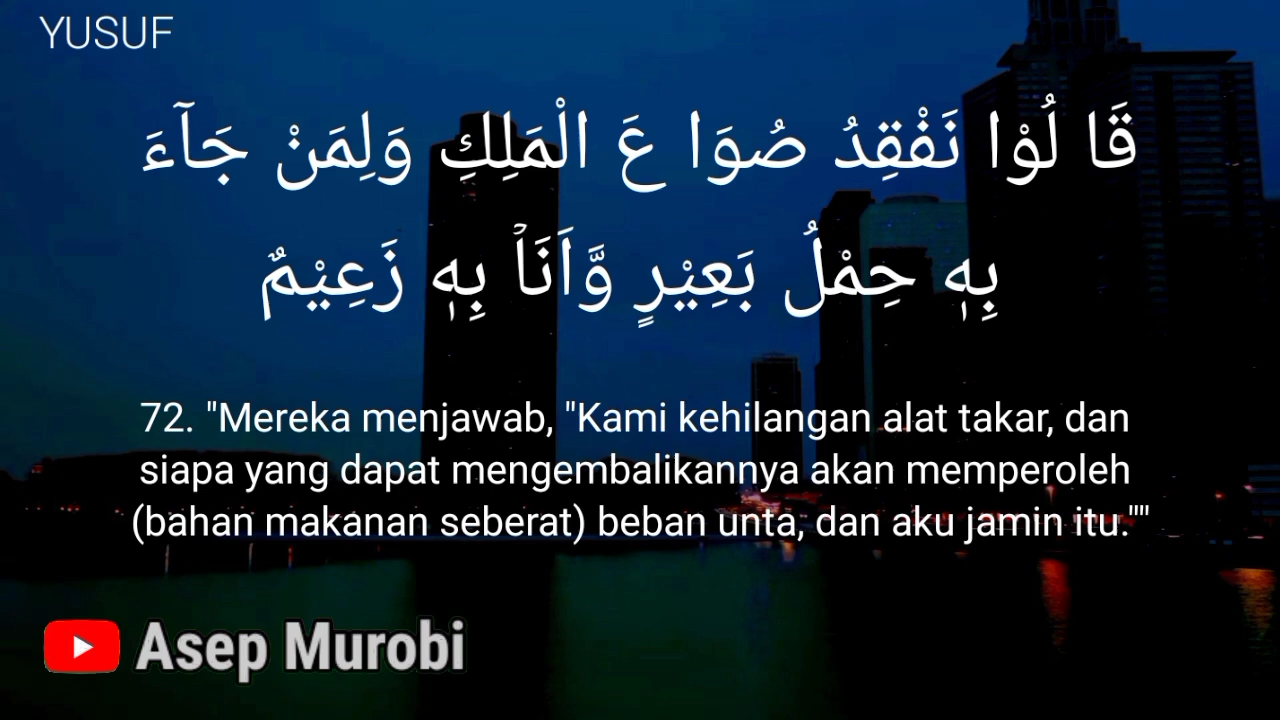 YUSUF
قَا لُوْا نَفْقِدُ صُوَا عَ الْمَلِكِ وَلِمَنْ جَآءَ
بِهٖ حِمْلُ بَعِيْرٍ وَّاَنَاۡ بِهٖ زَعِيْمٌ
72. "Mereka menjawab, "Kami kehilangan alat takar, dan
siapa yang dapat mengembalikannya akan memperoleh
(bahan makanan seberat) beban unta, dan aku jamin itu.""
Asep Murobi